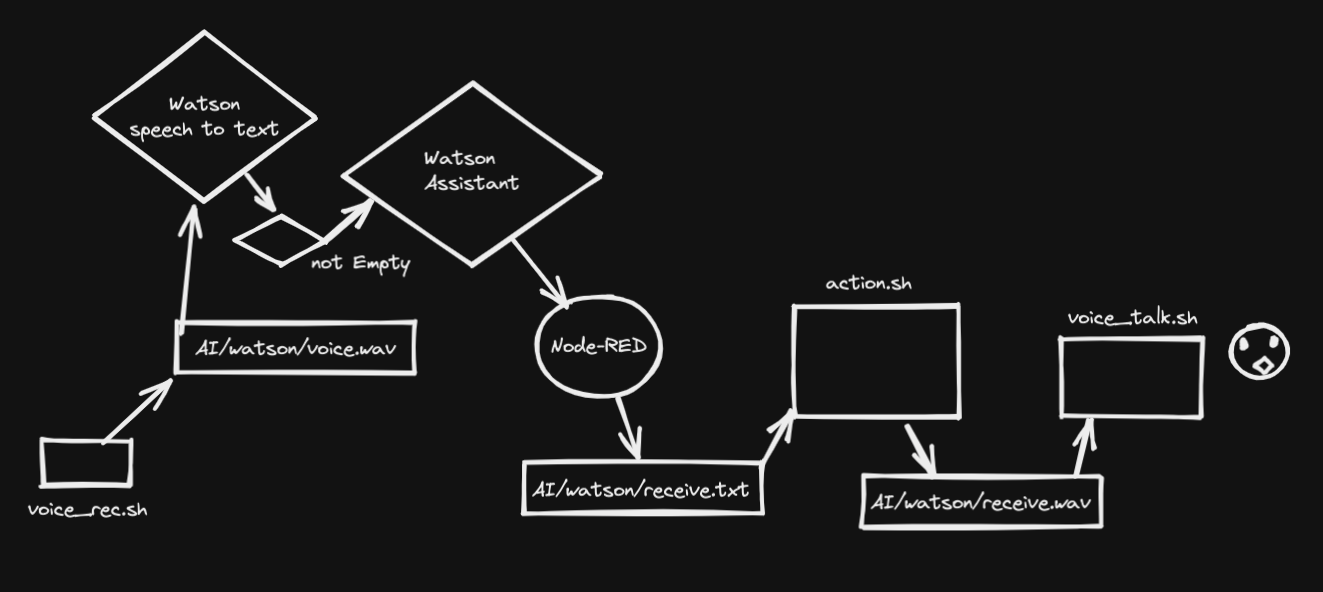 Watson
speech to text
Watson
Assistant
not Empty
AI/watson/voice.wav
voice_rec.sh
Node-RED
AI/watson/receive.txt
action.sh
AI/watson/receive.wav
voice_talk.sh